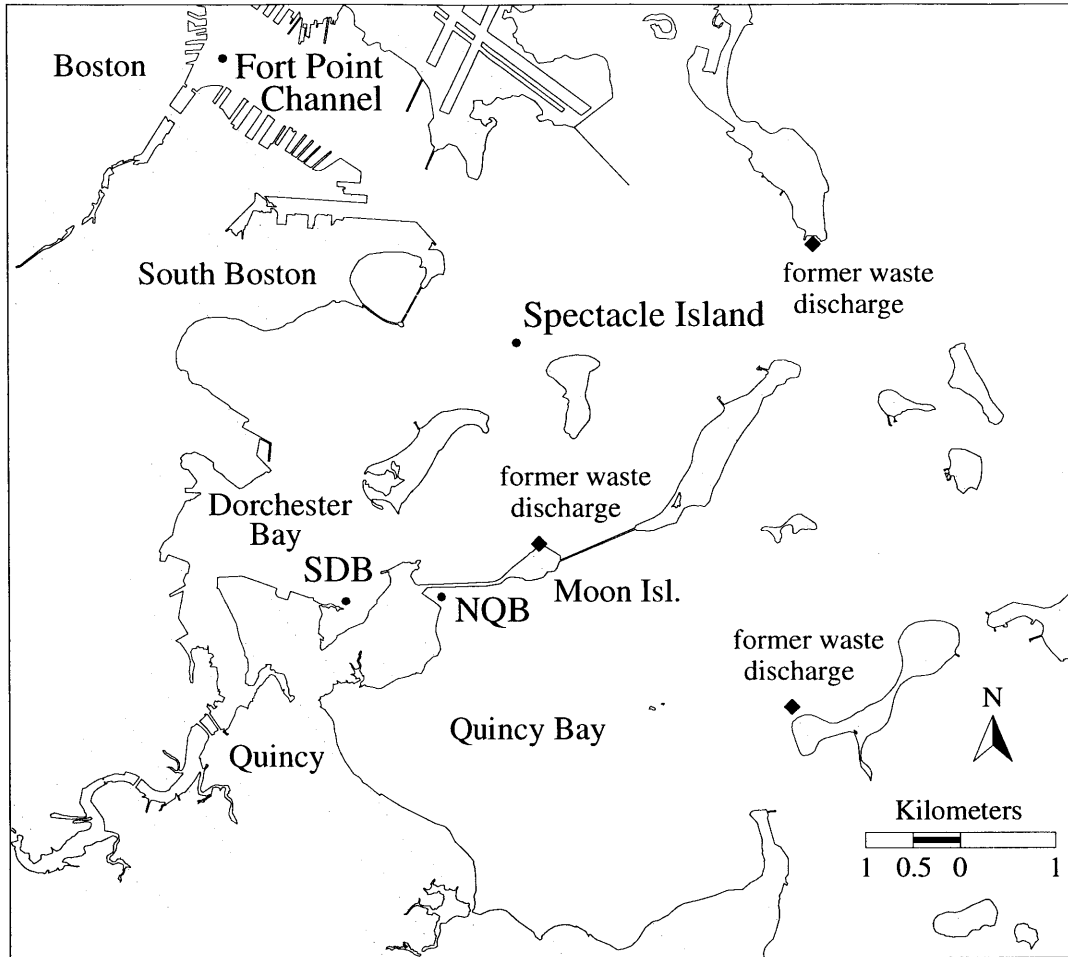 Boston
Fort Point
Channel
South Boston
former waste
discharge
Spectacle Island
former waste
discharge
Dorchester
Bay
SDB
NQB
Moon Isl.
former waste
discharge
Quincy Bay
Quincy
N
Kilometers
1 0.5 0 1